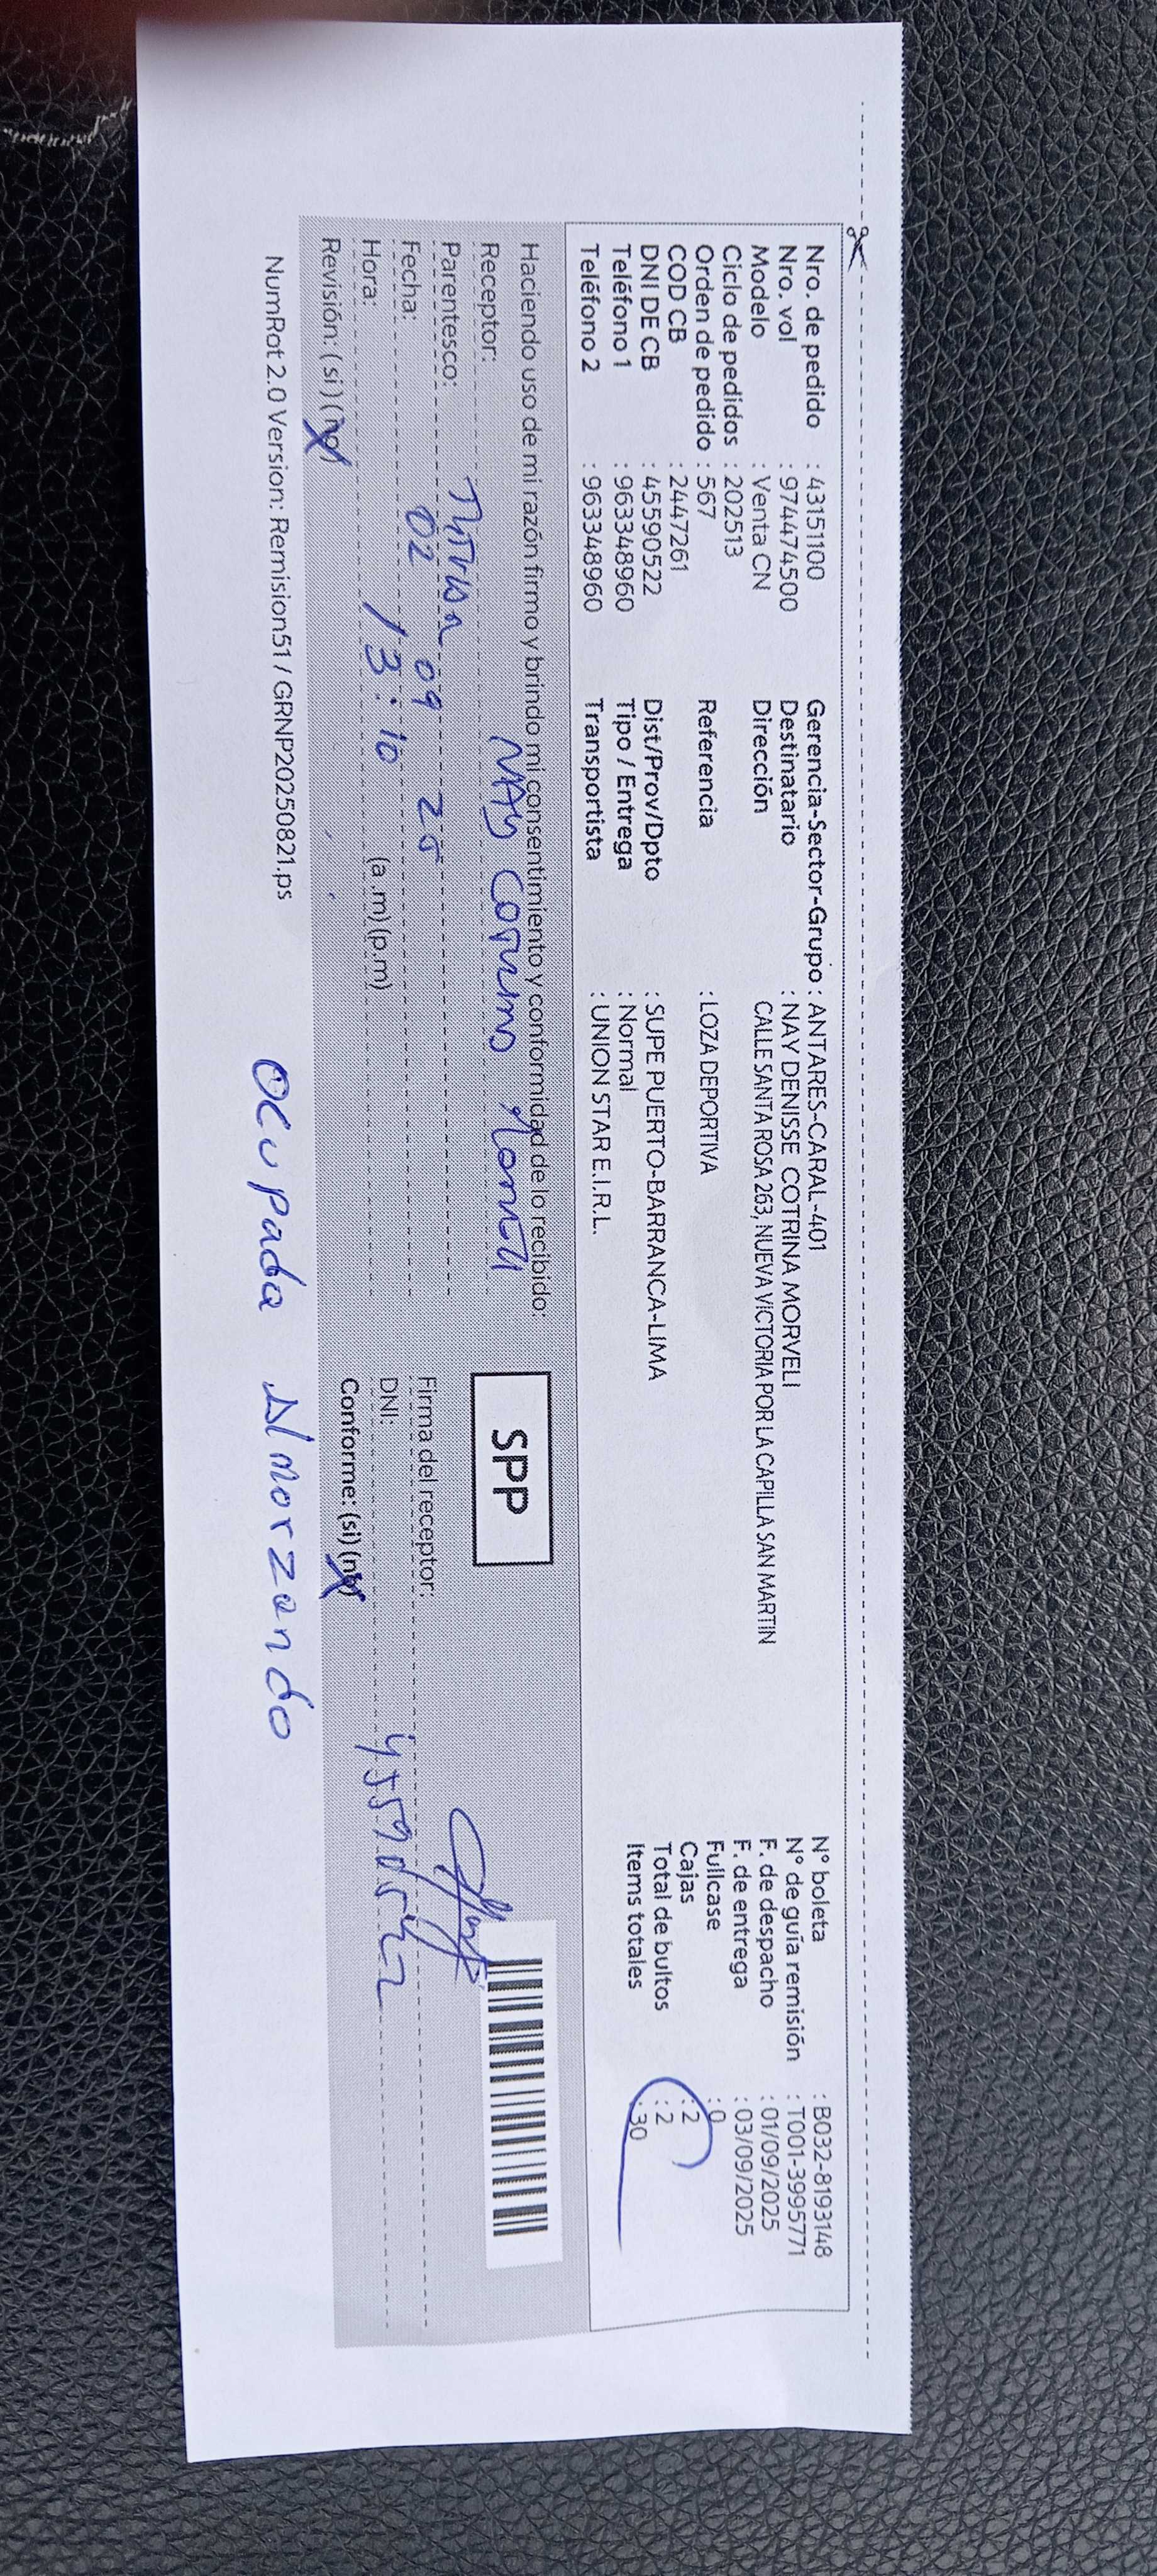 Nro. de pedido : 43151100
Nro. vol : 974474500
Modelo : Venta CN
Ciclo de pedidos : 202513
Orden de pedido : 567
COD CB : 2447261
DNI DE CB : 45590522
Teléfono 1 : 963348960
Teléfono 2 : 963348960
Gerencia-Sector-Grupo : ANTARES-CARAL-401
Destinatario : NAY DENISSE COTRINA MORVELI
Dirección CALLE SANTA ROSA 263, NUEVA VICTORIA POR LA CAPILLA SAN MARTIN
Referencia : LOZA DEPORTIVA
Dist/Prov/Dpto : SUPE PUERTO-BARRANCA-LIMA
Tipo / Entrega : Normal
Transportista : UNION STAR E.I.R.L.
N° boleta : B032-8193148
N° de guía remisión : T001-3995771
F. de despacho : 01/09/2025
F. de entrega : 03/09/2025
Fullcase : 0
Cajas : 2
Total de bultos : 2
Items totales : 30
Haciendo uso de mi razón firmo y brindo mi consentimiento y conformidad de lo recibido:
Receptor: NAY COTRINA
Parentesco:
Fecha: 02 09 25
Hora: 13:10 (a.m) (p.m)
Revisión: (si) (no)
SPP
Firma del receptor:
DNI:
Conforme: (si) (no)
NumRot 2.0 Version: Remision51 / GRNP20250821.ps
ocupada Almorzando